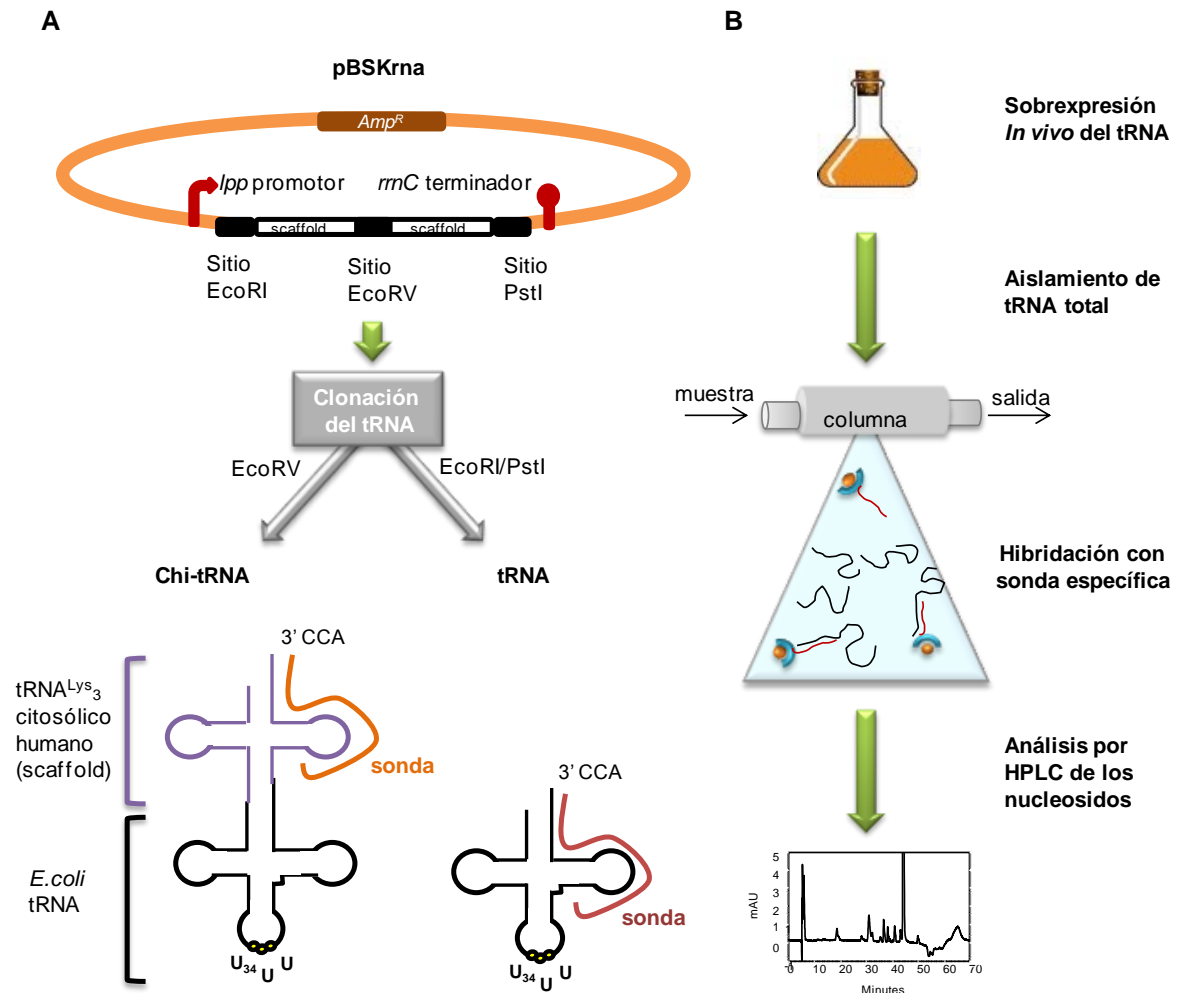 A
pBSKrna
Amp^R
lpp promotor
rrnC terminador
scaffold
scaffold
Sitio
EcoRI
Sitio
EcoRV
Sitio
PstI
Clonación
del tRNA
EcoRV
EcoRI/PstI
Chi-tRNA
tRNA
3' CCA
tRNA^Lys_3
citosólico
humano
(scaffold)
sonda
E.coli
tRNA
U_34 U U
3' CCA
sonda
U_34 U U
B
Sobrexpresión
In vivo del tRNA
Aislamiento de
tRNA total
muestra
columna
salida
Hibridación con
sonda específica
Análisis por
HPLC de los
nucleosidos
mAU
5
4
3
2
1
0
0 10 20 30 40 50 60 70
Minutes